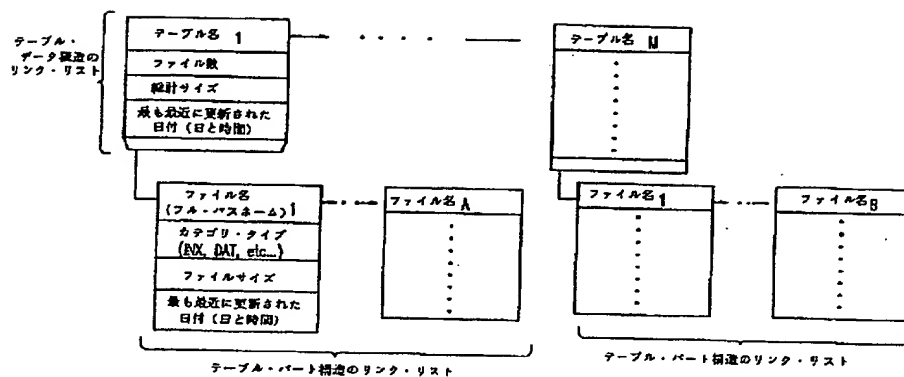 テーブル・
データ構造の
リンク・リスト
テーブル名 1
ファイル数
総計サイズ
最も最近に更新された
日付（日と時間）
テーブル名 M
ファイル名
（フル・パスネーム）1
カテゴリ・タイプ
(INX, DAT, etc...)
ファイルサイズ
最も最近に更新された
日付（日と時間）
ファイル名 A
ファイル名 1
ファイル名 B
テーブル・パート構造のリンク・リスト
テーブル・パート構造のリンク・リスト